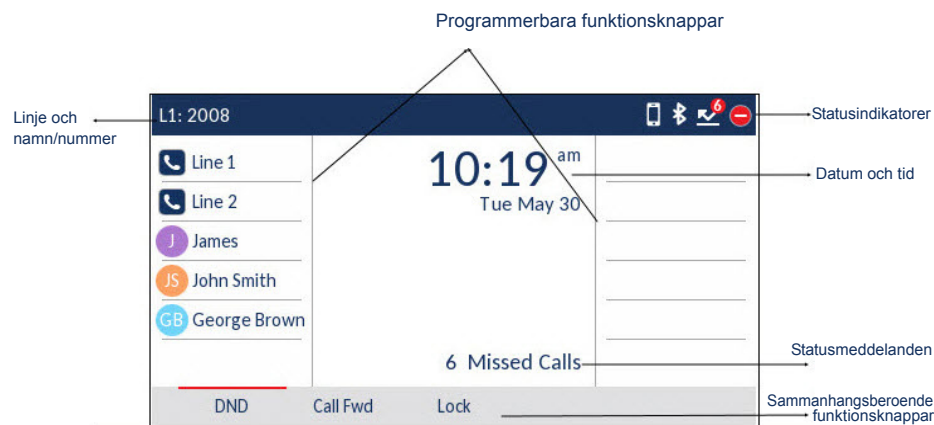 Programmerbara funktionsknappar
Linje och
namn/nummer
L1: 2008
6
Statusindikatorer
Line 1
10:19 am
Datum och tid
Line 2
Tue May 30
J James
JS John Smith
GB George Brown
6 Missed Calls
Statusmeddelanden
DND Call Fwd Lock
Sammanhangsberoende
funktionsknappar